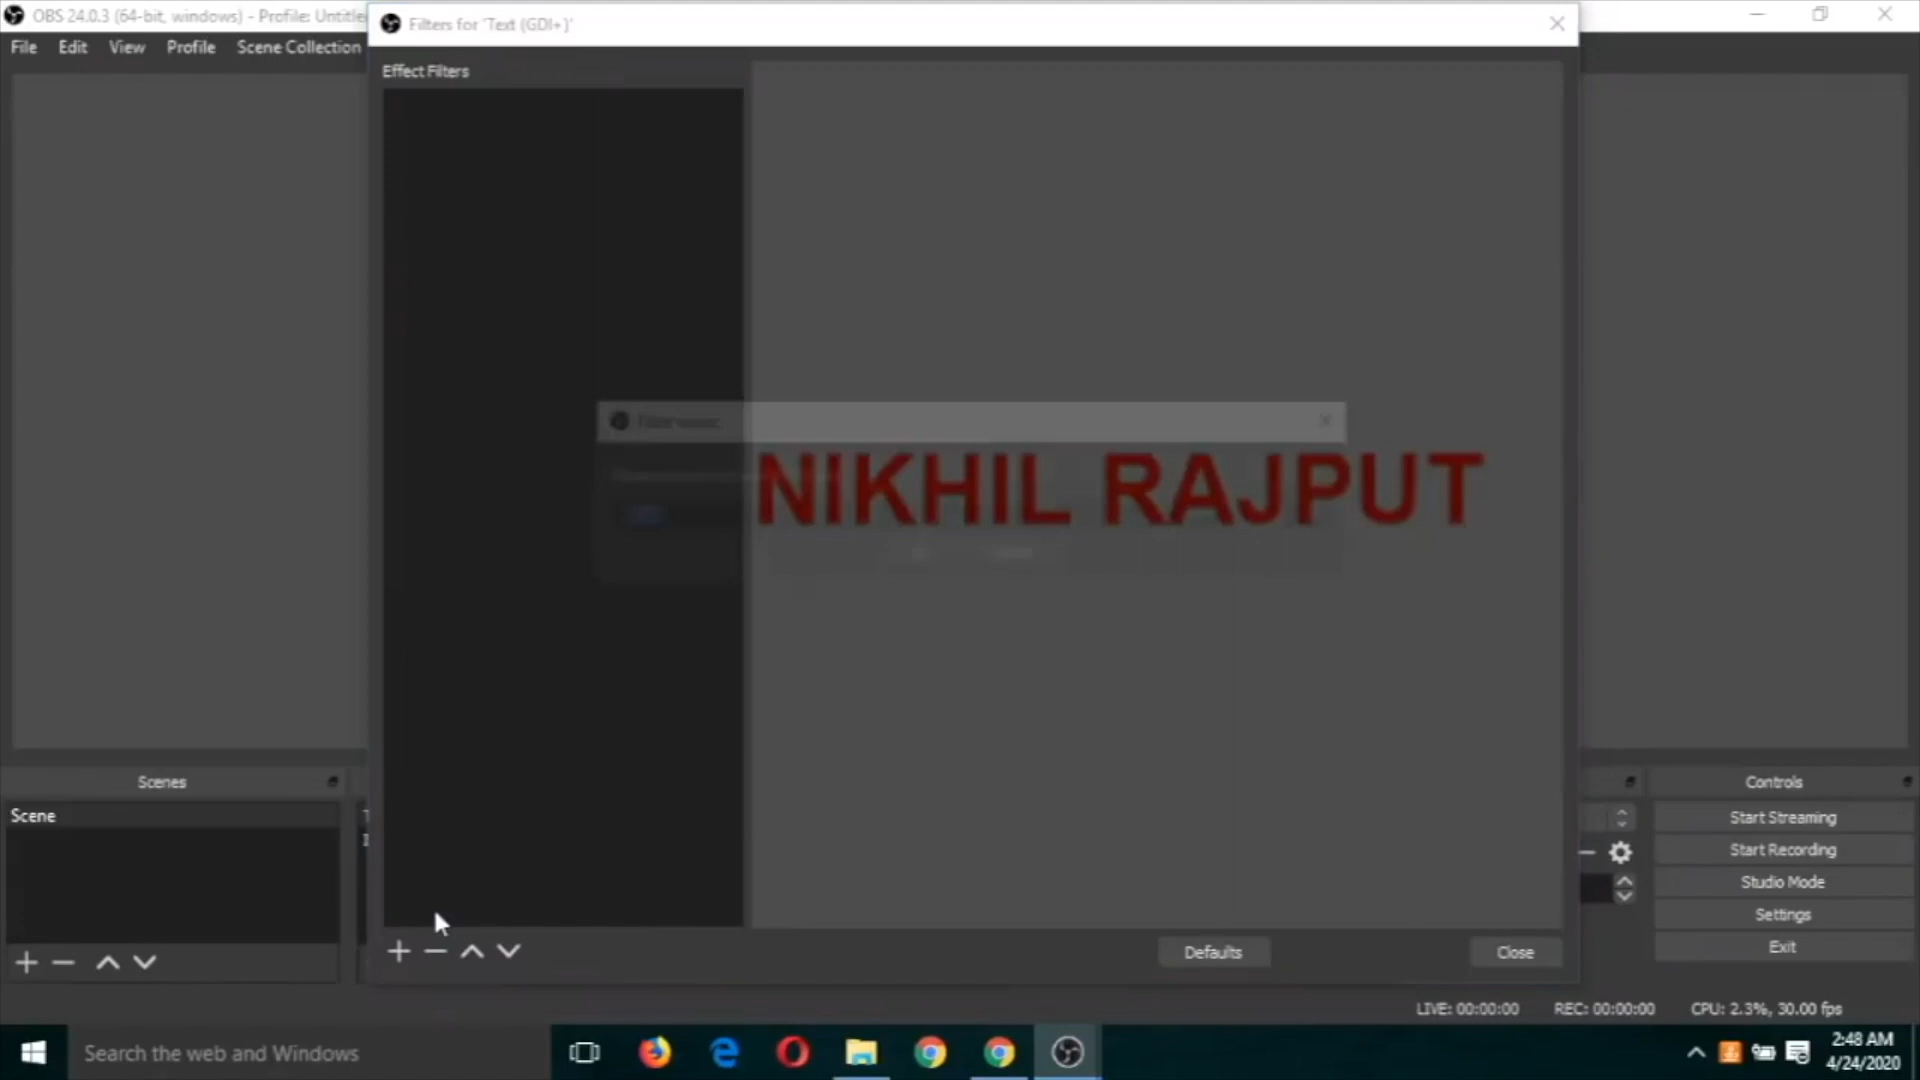 OBS 24.0.3 (64-bit, windows) - Profile: Untitle
Filters for 'Text (GDI+)'
File Edit View Profile Scene Collection
Effect Filters
NIKHIL RAJPUT
Scenes
Controls
Scene
Start Streaming
Start Recording
Studio Mode
Settings
Exit
Defaults
Close
LIVE: 00:00:00 REC: 00:00:00 CPU: 2.3%, 30.00 fps
Search the web and Windows
2:48 AM
4/24/2020